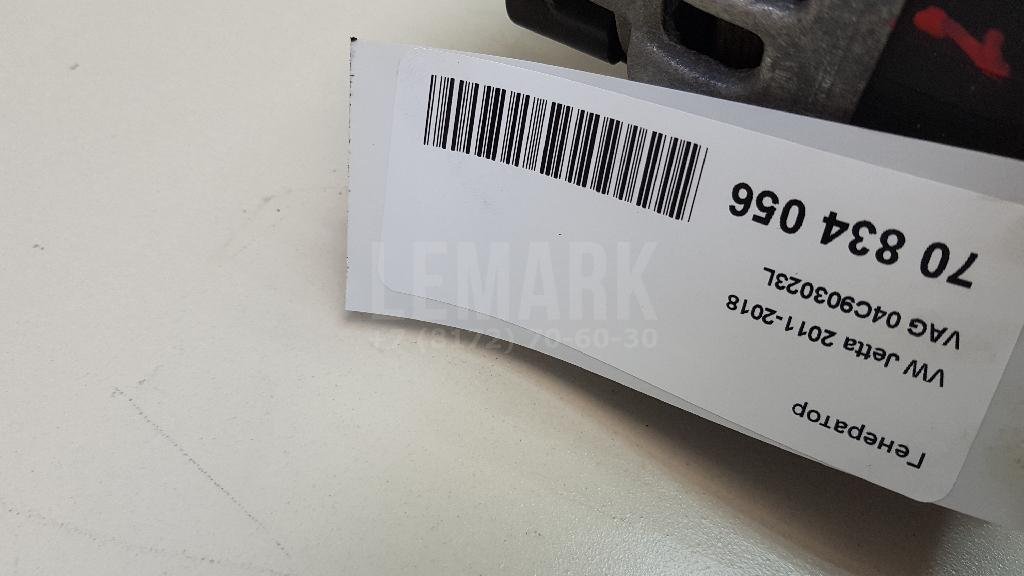 Генератор
VW Jetta 2011-2018
VAG 04C903023L
70 834 056
LEMARK
+7 (8172) 70-60-30